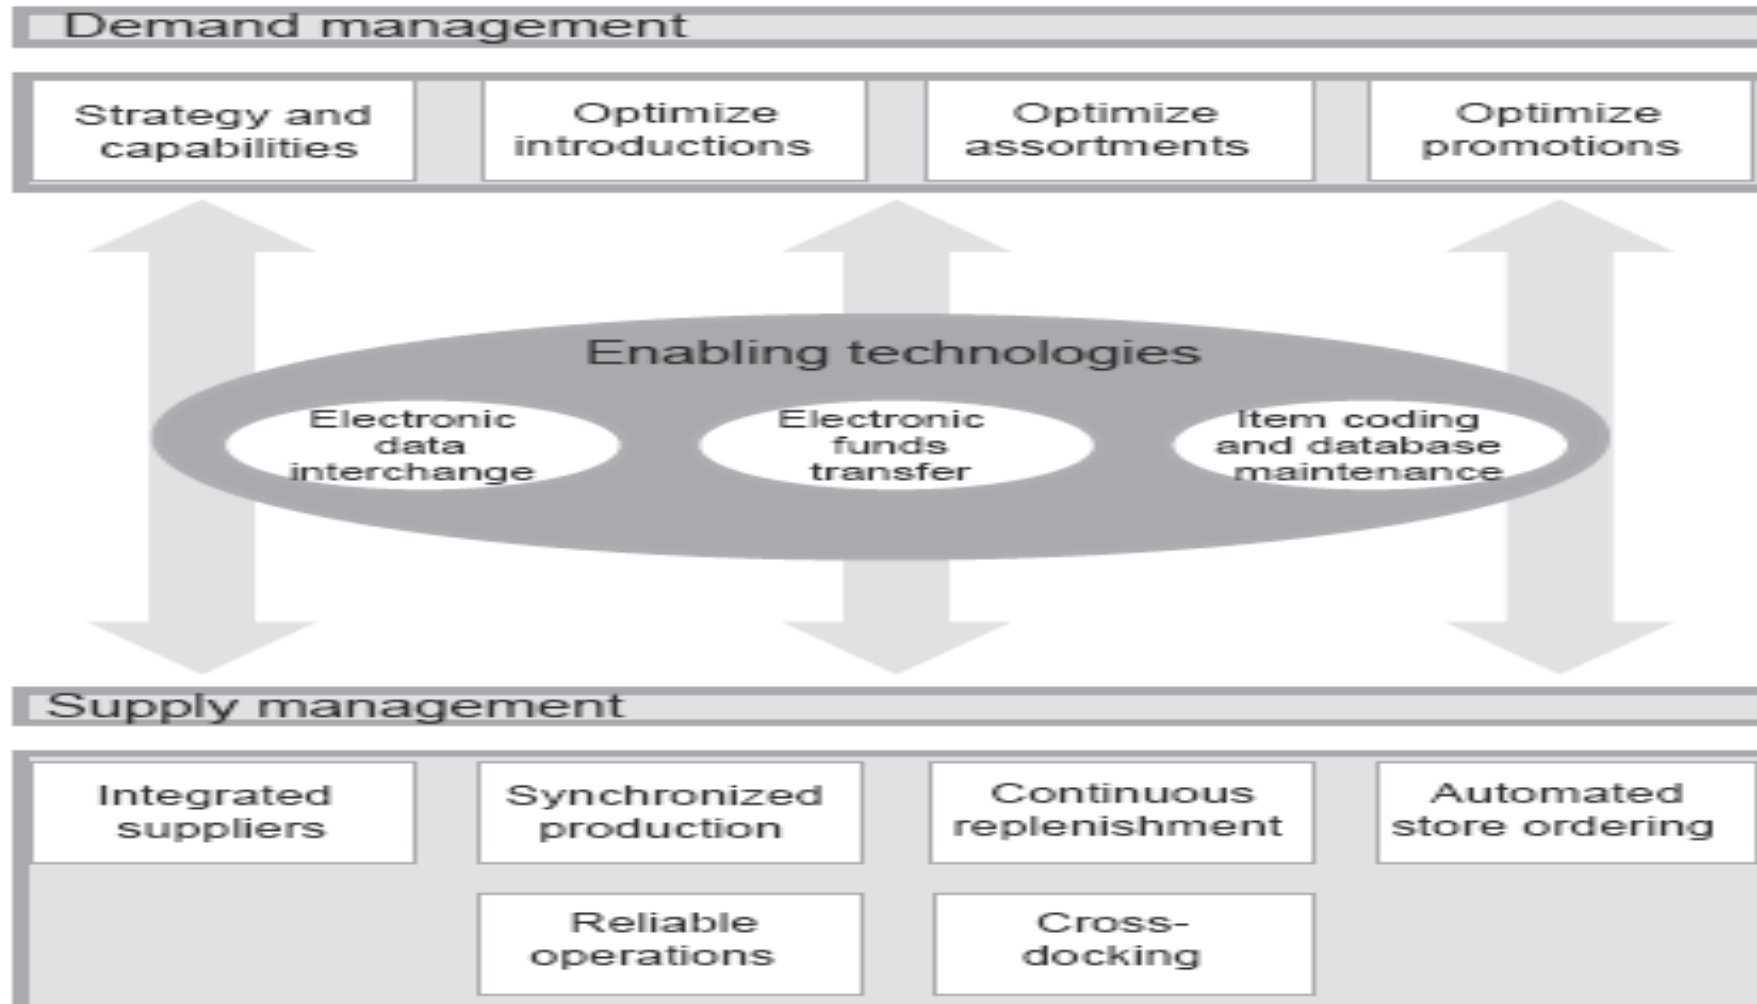 Demand management
Strategy and
capabilities
Optimize
introductions
Optimize
assortments
Optimize
promotions
Enabling technologies
Electronic
data
interchange
Electronic
funds
transfer
Item coding
and database
maintenance
Supply management
Integrated
suppliers
Synchronized
production
Continuous
replenishment
Automated
store ordering
Reliable
operations
Cross-
docking